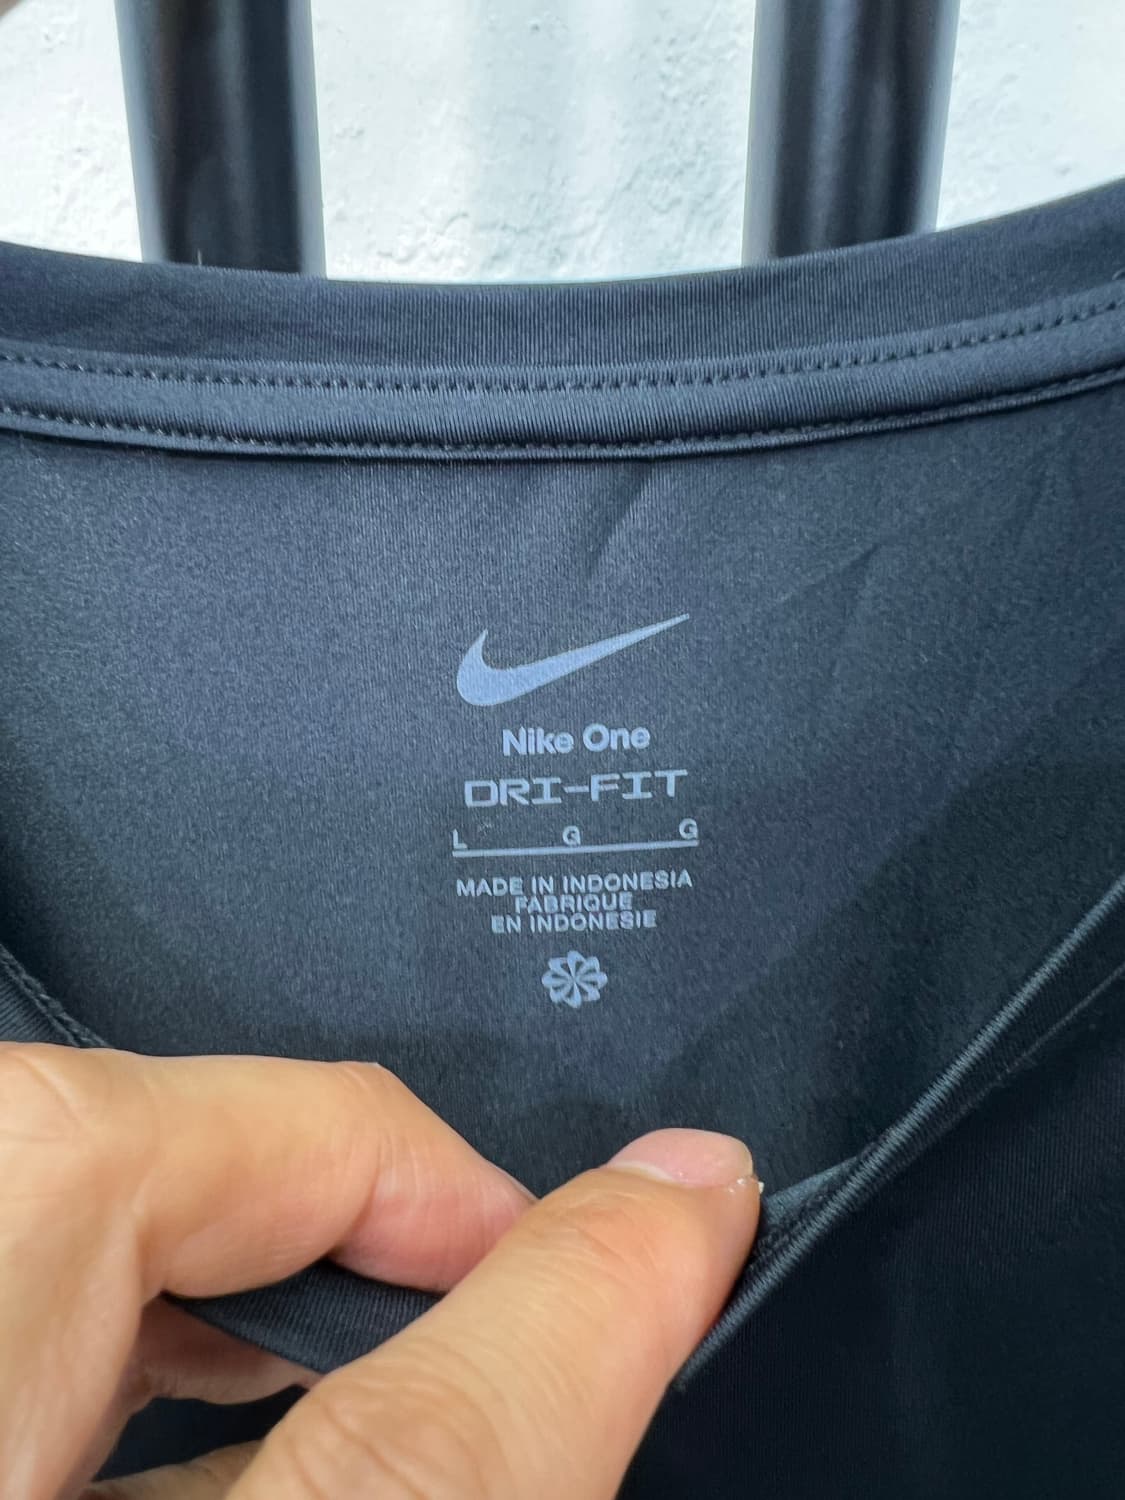 Nike One
DRI-FIT
L G G
MADE IN INDONESIA
FABRIQUE
EN INDONESIE